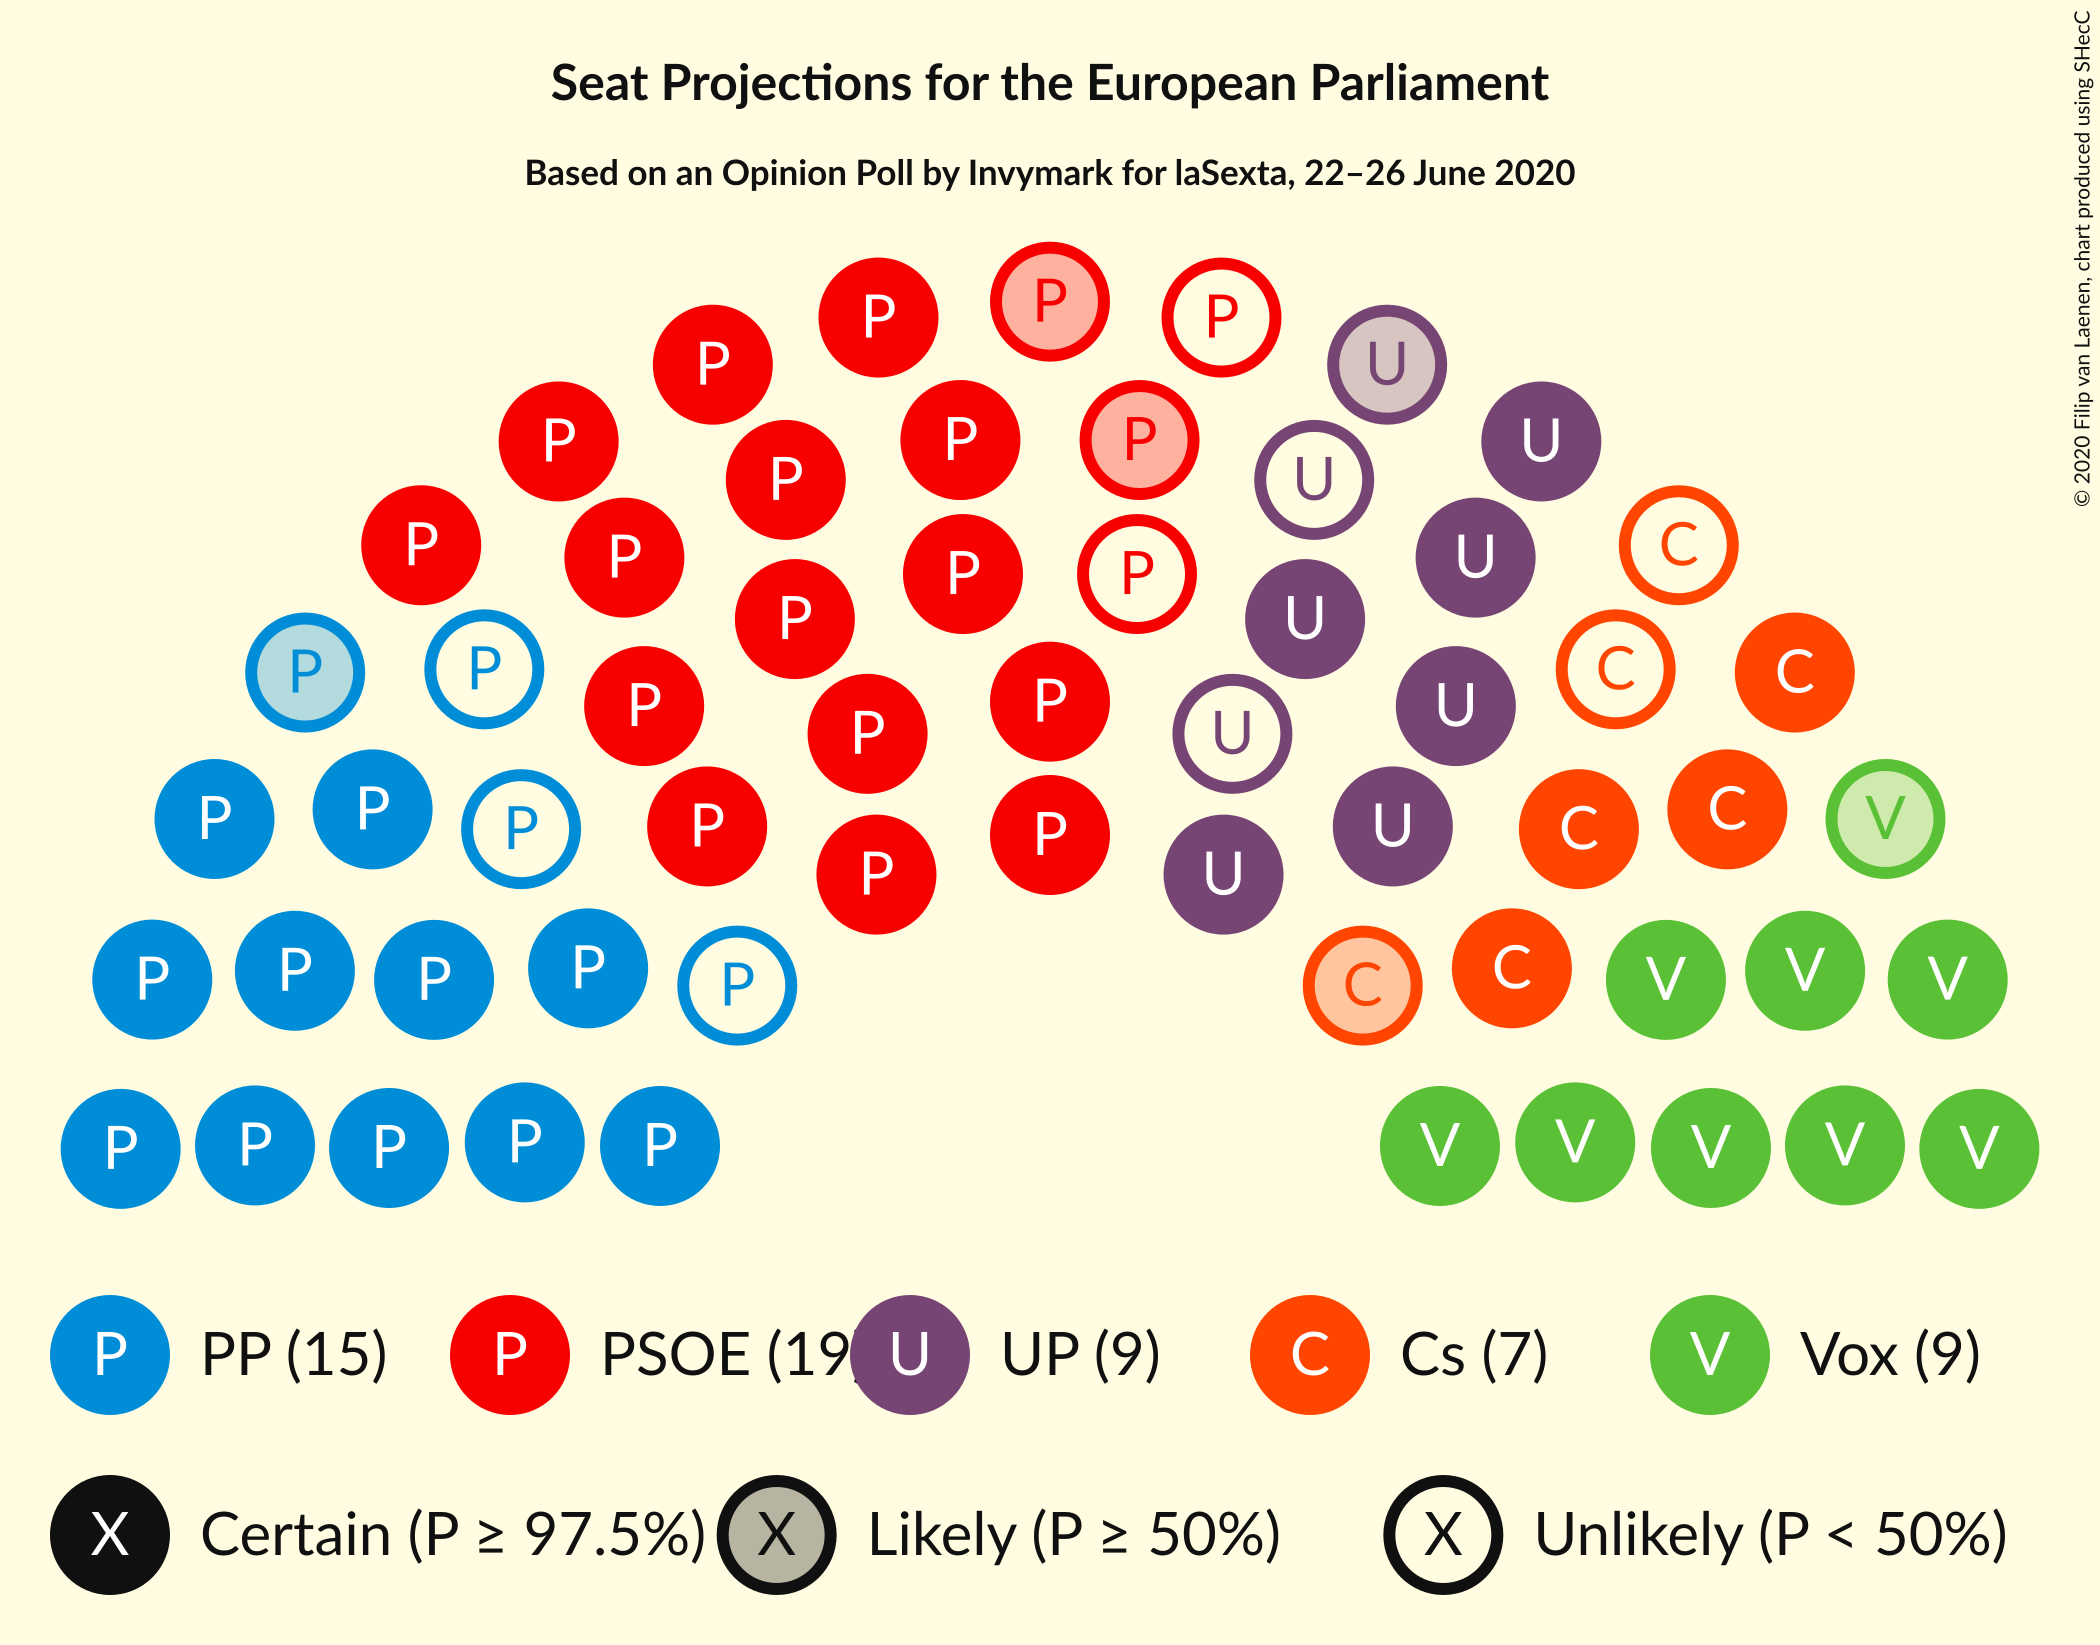 Seat Projections for the European Parliament
Based on an Opinion Poll by Invymark for laSexta, 22–26 June 2020
© 2020 Filip van Laenen, chart produced using SHecC
P P P
P P U
P P P U
P U
P P U C
P P P U
P P C C
P P U U
P P P C V
P P P U C
P P U
P P P P P C C V V V
P P P P P V V V V V
P PP (15) P PSOE (19) U UP (9) C Cs (7) V Vox (9)
X Certain (P ≥ 97.5%) X Likely (P ≥ 50%) X Unlikely (P < 50%)